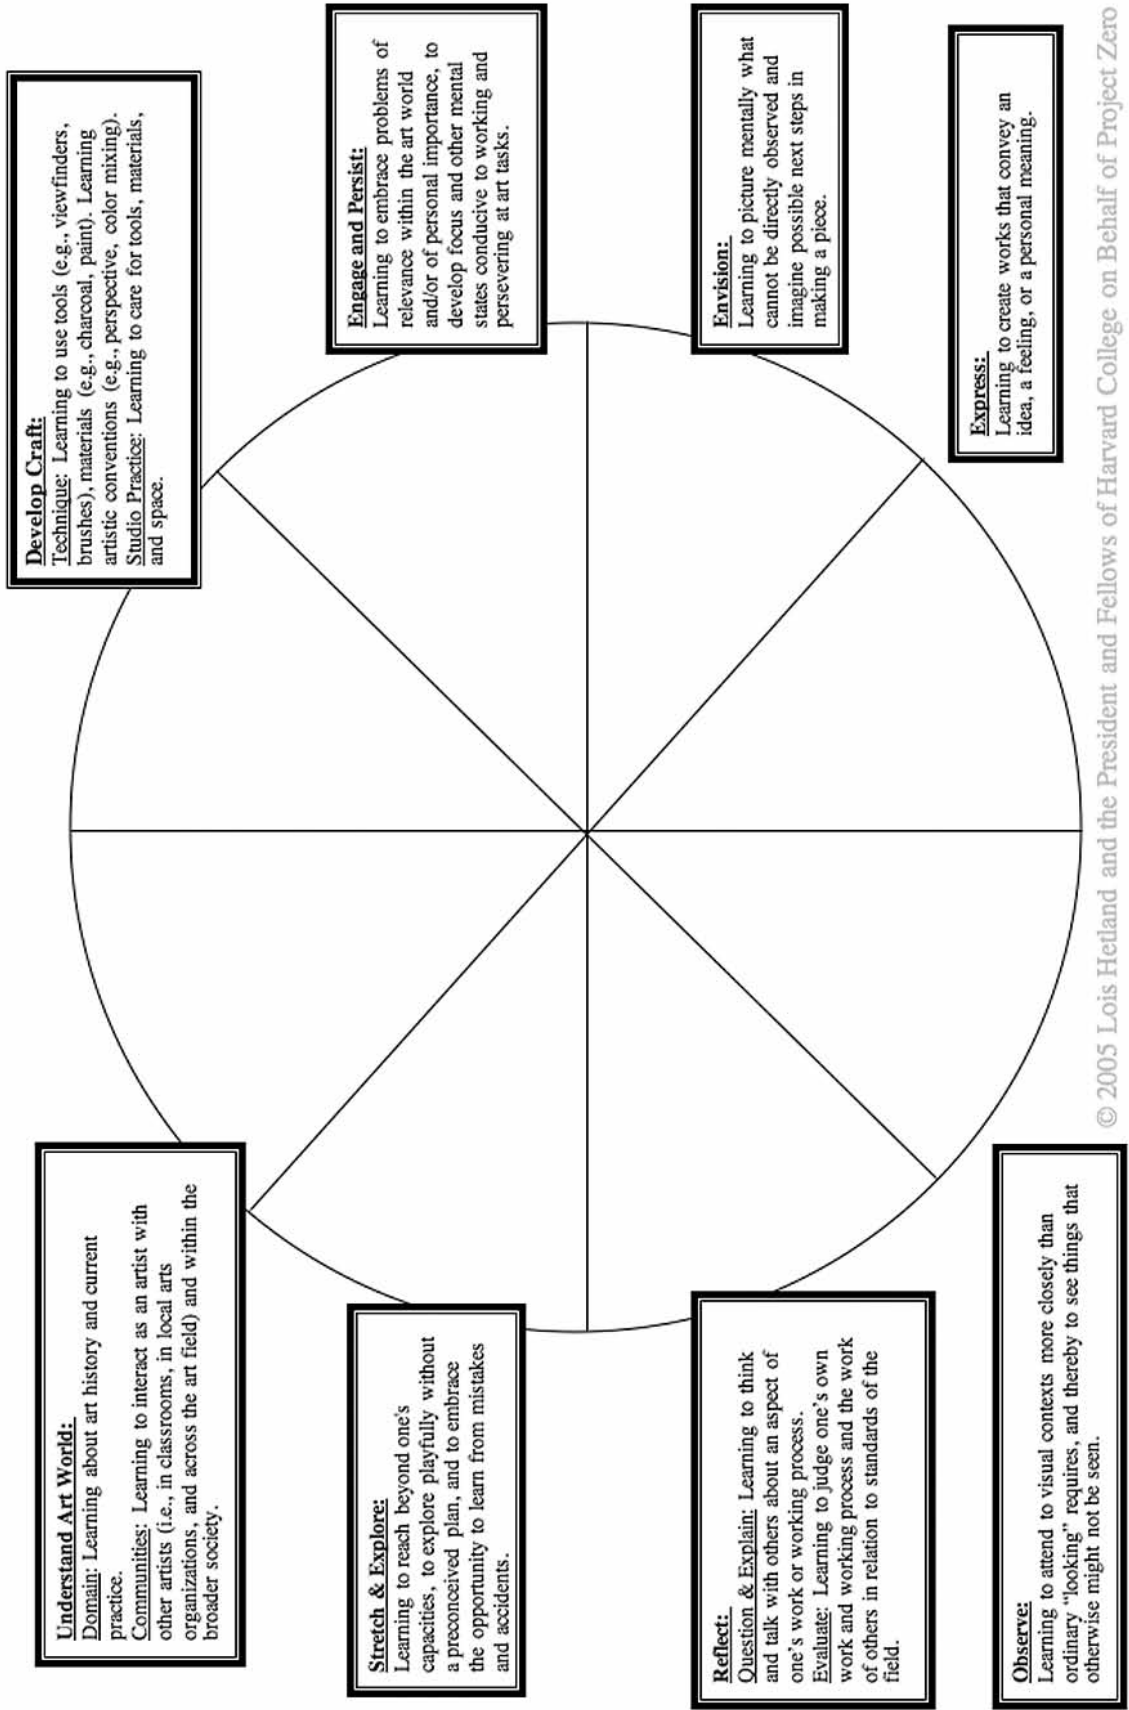 Understand Art World:
Domain: Learning about art history and current
practice.
Communities: Learning to interact as an artist with
other artists (i.e., in classrooms, in local arts
organizations, and across the art field) and within the
broader society.
Develop Craft:
Technique: Learning to use tools (e.g., viewfinders,
brushes), materials (e.g., charcoal, paint). Learning
artistic conventions (e.g., perspective, color mixing).
Studio Practice: Learning to care for tools, materials,
and space.
Stretch & Explore:
Learning to reach beyond one's
capacities, to explore playfully without
a preconceived plan, and to embrace
the opportunity to learn from mistakes
and accidents.
Engage and Persist:
Learning to embrace problems of
relevance within the art world
and/or of personal importance, to
develop focus and other mental
states conducive to working and
persevering at art tasks.
Reflect:
Question & Explain: Learning to think
and talk with others about an aspect of
one's work or working process.
Evaluate: Learning to judge one's own
work and working process and the work
of others in relation to standards of the
field.
Envision:
Learning to picture mentally what
cannot be directly observed and
imagine possible next steps in
making a piece.
Observe:
Learning to attend to visual contexts more closely than
ordinary “looking” requires, and thereby to see things that
otherwise might not be seen.
Express:
Learning to create works that convey an
idea, a feeling, or a personal meaning.
© 2005 Lois Hetland and the President and Fellows of Harvard College on Behalf of Project Zero